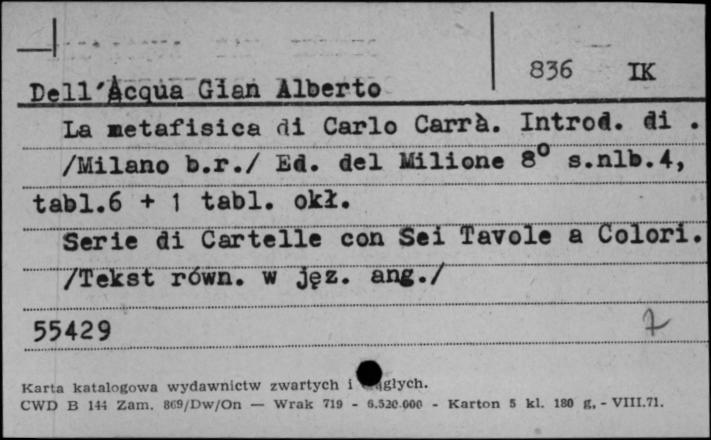 836 IK
Dell'Acqua Gian Alberto
La metafisica di Carlo Carrà. Introd. di .
/Milano b.r./ Ed. del Milione 8⁰ s.nlb.4,
tabl.6 + 1 tabl. okł.
Serie di Cartelle con Sei Tavole a Colori.
/Tekst równ. w jęz. ang./
55429
Karta katalogowa wydawnictw zwartych i
CWD B 144 Zam. 869/Dw/On — Wrak 719 - 6.520.000 - Karton 5 kl. 180 g, - VIII.71.